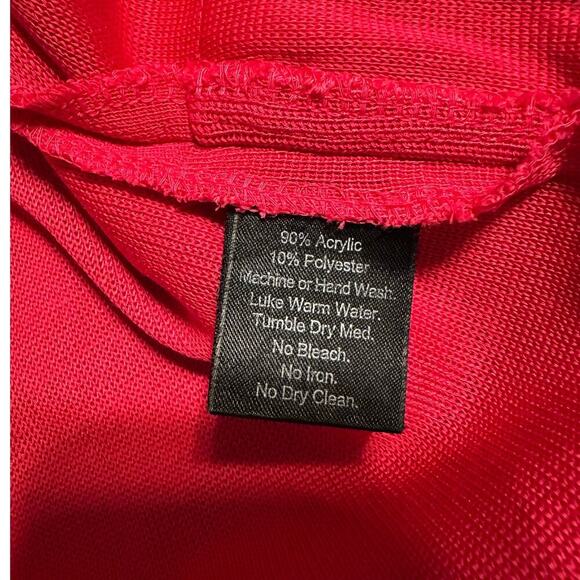 90% Acrylic
10% Polyester
Machine or Hand Wash.
Luke Warm Water.
Tumble Dry Med.
No Bleach.
No Iron.
No Dry Clean.